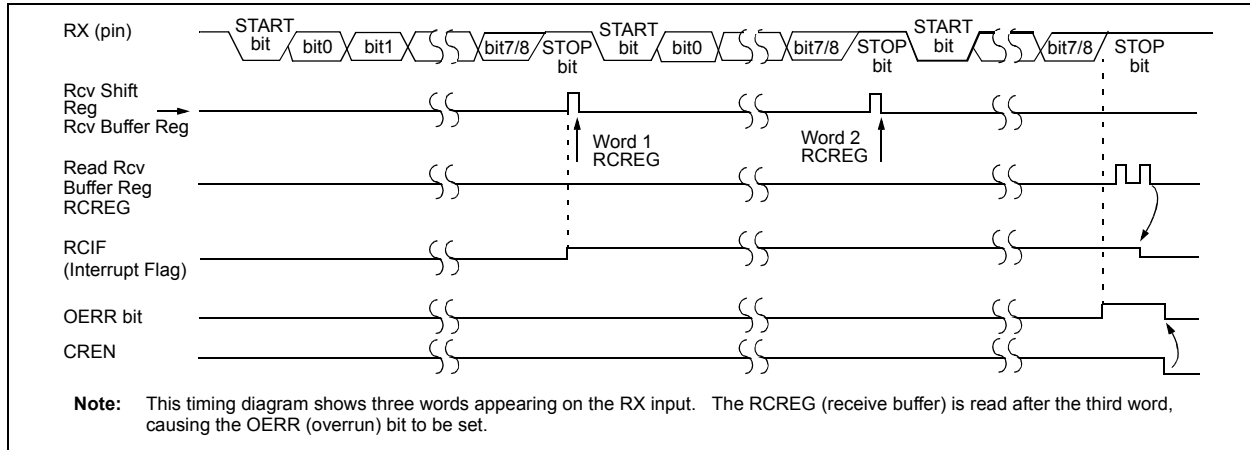 RX (pin)
START
bit
bit0
bit1
bit7/8
STOP
bit
START
bit
bit0
bit7/8
STOP
bit
START
bit
bit7/8
STOP
bit
Rcv Shift
Reg
Rcv Buffer Reg
Word 1
RCREG
Word 2
RCREG
Read Rcv
Buffer Reg
RCREG
RCIF
(Interrupt Flag)
OERR bit
CREN
Note: This timing diagram shows three words appearing on the RX input. The RCREG (receive buffer) is read after the third word,
causing the OERR (overrun) bit to be set.